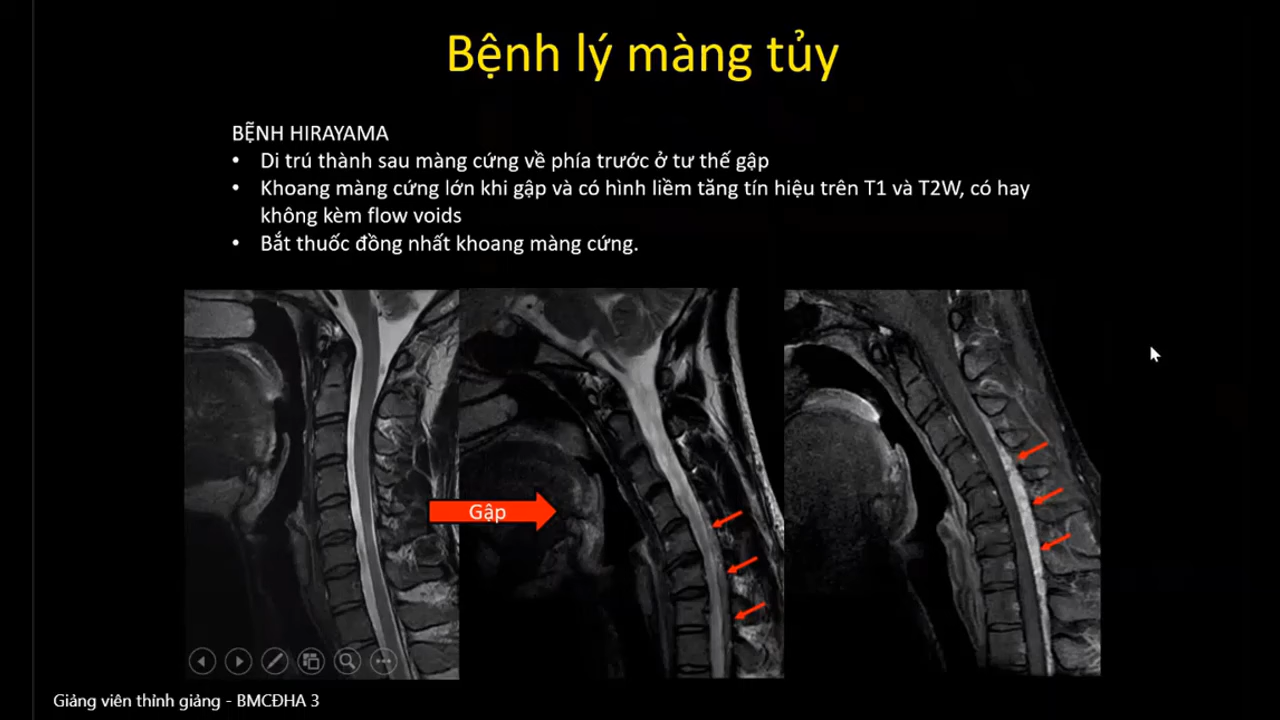 Bệnh lý màng tủy
BỆNH HIRAYAMA
• Di trú thành sau màng cứng về phía trước ở tư thế gập
• Khoang màng cứng lớn khi gập và có hình liềm tăng tín hiệu trên T1 và T2W, có hay
không kèm flow voids
• Bắt thuốc đồng nhất khoang màng cứng.
Gập
Giảng viên thỉnh giảng - BMCĐHA 3